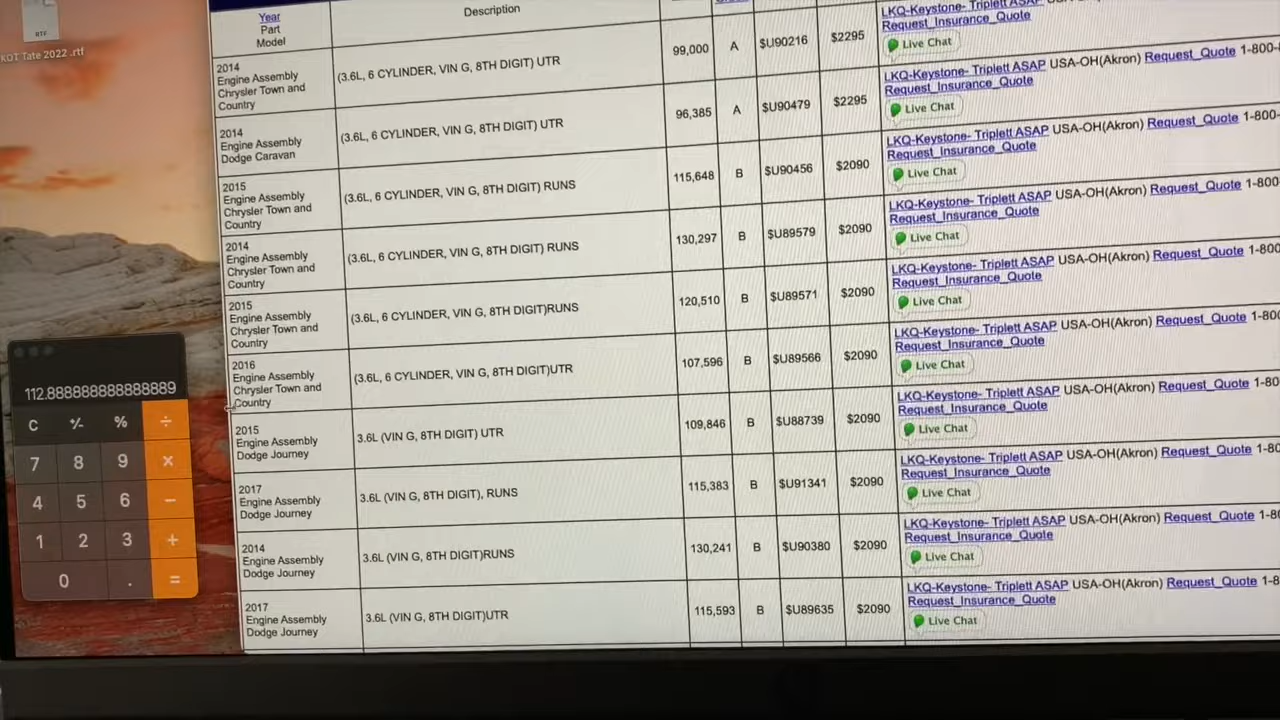 RTF
KOT Tate 2022 .rtf
Year
Part
Model
Description
2014
Engine Assembly
Chrysler Town and
Country
(3.6L, 6 CYLINDER, VIN G, 8TH DIGIT) UTR
99,000
A
$U90216
$2295
LKQ-Keystone- Triplett ASAP
Request_Insurance_Quote
Live Chat
2014
Engine Assembly
Dodge Caravan
(3.6L, 6 CYLINDER, VIN G, 8TH DIGIT) UTR
96,385
A
$U90479
$2295
LKQ-Keystone- Triplett ASAP USA-OH(Akron) Request_Quote 1-800-
Request_Insurance_Quote
Live Chat
2015
Engine Assembly
Chrysler Town and
Country
(3.6L, 6 CYLINDER, VIN G, 8TH DIGIT) RUNS
115,648
B
$U90456
$2090
LKQ-Keystone- Triplett ASAP USA-OH(Akron) Request_Quote 1-800-
Request_Insurance_Quote
Live Chat
2014
Engine Assembly
Chrysler Town and
Country
(3.6L, 6 CYLINDER, VIN G, 8TH DIGIT) RUNS
130,297
B
$U89579
$2090
LKQ-Keystone- Triplett ASAP USA-OH(Akron) Request_Quote 1-800
Request_Insurance_Quote
Live Chat
2015
Engine Assembly
Chrysler Town and
Country
(3.6L, 6 CYLINDER, VIN G, 8TH DIGIT)RUNS
120,510
B
$U89571
$2090
LKQ-Keystone- Triplett ASAP USA-OH(Akron) Request_Quote 1-800
Request_Insurance_Quote
Live Chat
2016
Engine Assembly
Chrysler Town and
Country
(3.6L, 6 CYLINDER, VIN G, 8TH DIGIT)UTR
107,596
B
$U89566
$2090
LKQ-Keystone- Triplett ASAP USA-OH(Akron) Request_Quote 1-800
Request_Insurance_Quote
Live Chat
2015
Engine Assembly
Dodge Journey
3.6L (VIN G, 8TH DIGIT) UTR
109,846
B
$U88739
$2090
LKQ-Keystone- Triplett ASAP USA-OH(Akron) Request_Quote 1-80
Request_Insurance_Quote
Live Chat
2017
Engine Assembly
Dodge Journey
3.6L (VIN G, 8TH DIGIT), RUNS
115,383
B
$U91341
$2090
LKQ-Keystone- Triplett ASAP USA-OH(Akron) Request_Quote 1-80
Request_Insurance_Quote
Live Chat
2014
Engine Assembly
Dodge Journey
3.6L (VIN G, 8TH DIGIT)RUNS
130,241
B
$U90380
$2090
LKQ-Keystone- Triplett ASAP USA-OH(Akron) Request_Quote 1-80
Request_Insurance_Quote
Live Chat
2017
Engine Assembly
Dodge Journey
3.6L (VIN G, 8TH DIGIT)UTR
115,593
B
$U89635
$2090
LKQ-Keystone- Triplett ASAP USA-OH(Akron) Request_Quote 1-8
Request_Insurance_Quote
Live Chat
112.888888888888889
C +/- % ÷
7 8 9 ×
4 5 6 −
1 2 3 +
0 . =